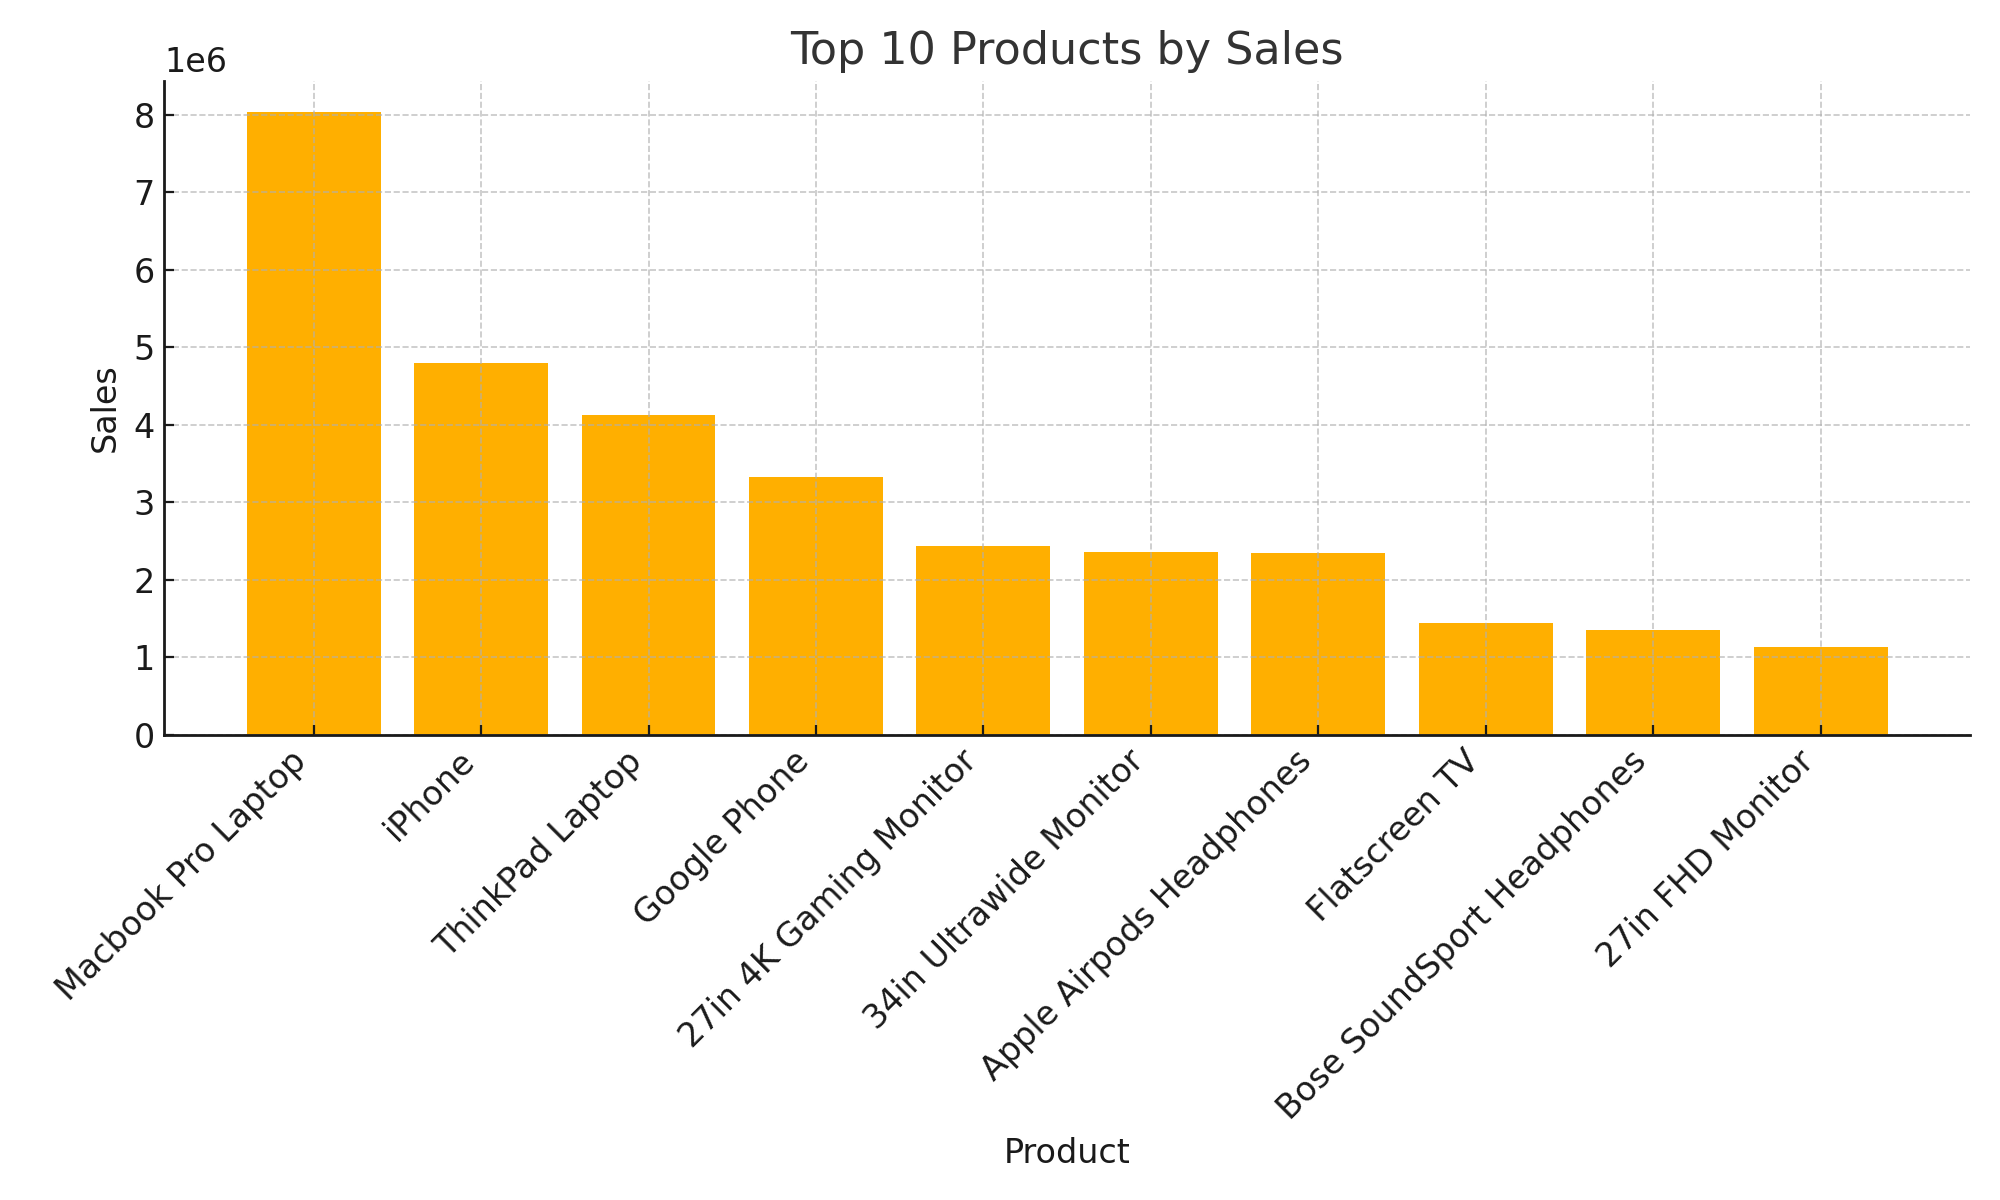 Top 10 Products by Sales
1e6
8
7
6
5
4
3
2
1
0
Sales
Macbook Pro Laptop
iPhone
ThinkPad Laptop
Google Phone
27in 4K Gaming Monitor
34in Ultrawide Monitor
Apple Airpods Headphones
Flatscreen TV
Bose SoundSport Headphones
27in FHD Monitor
Product